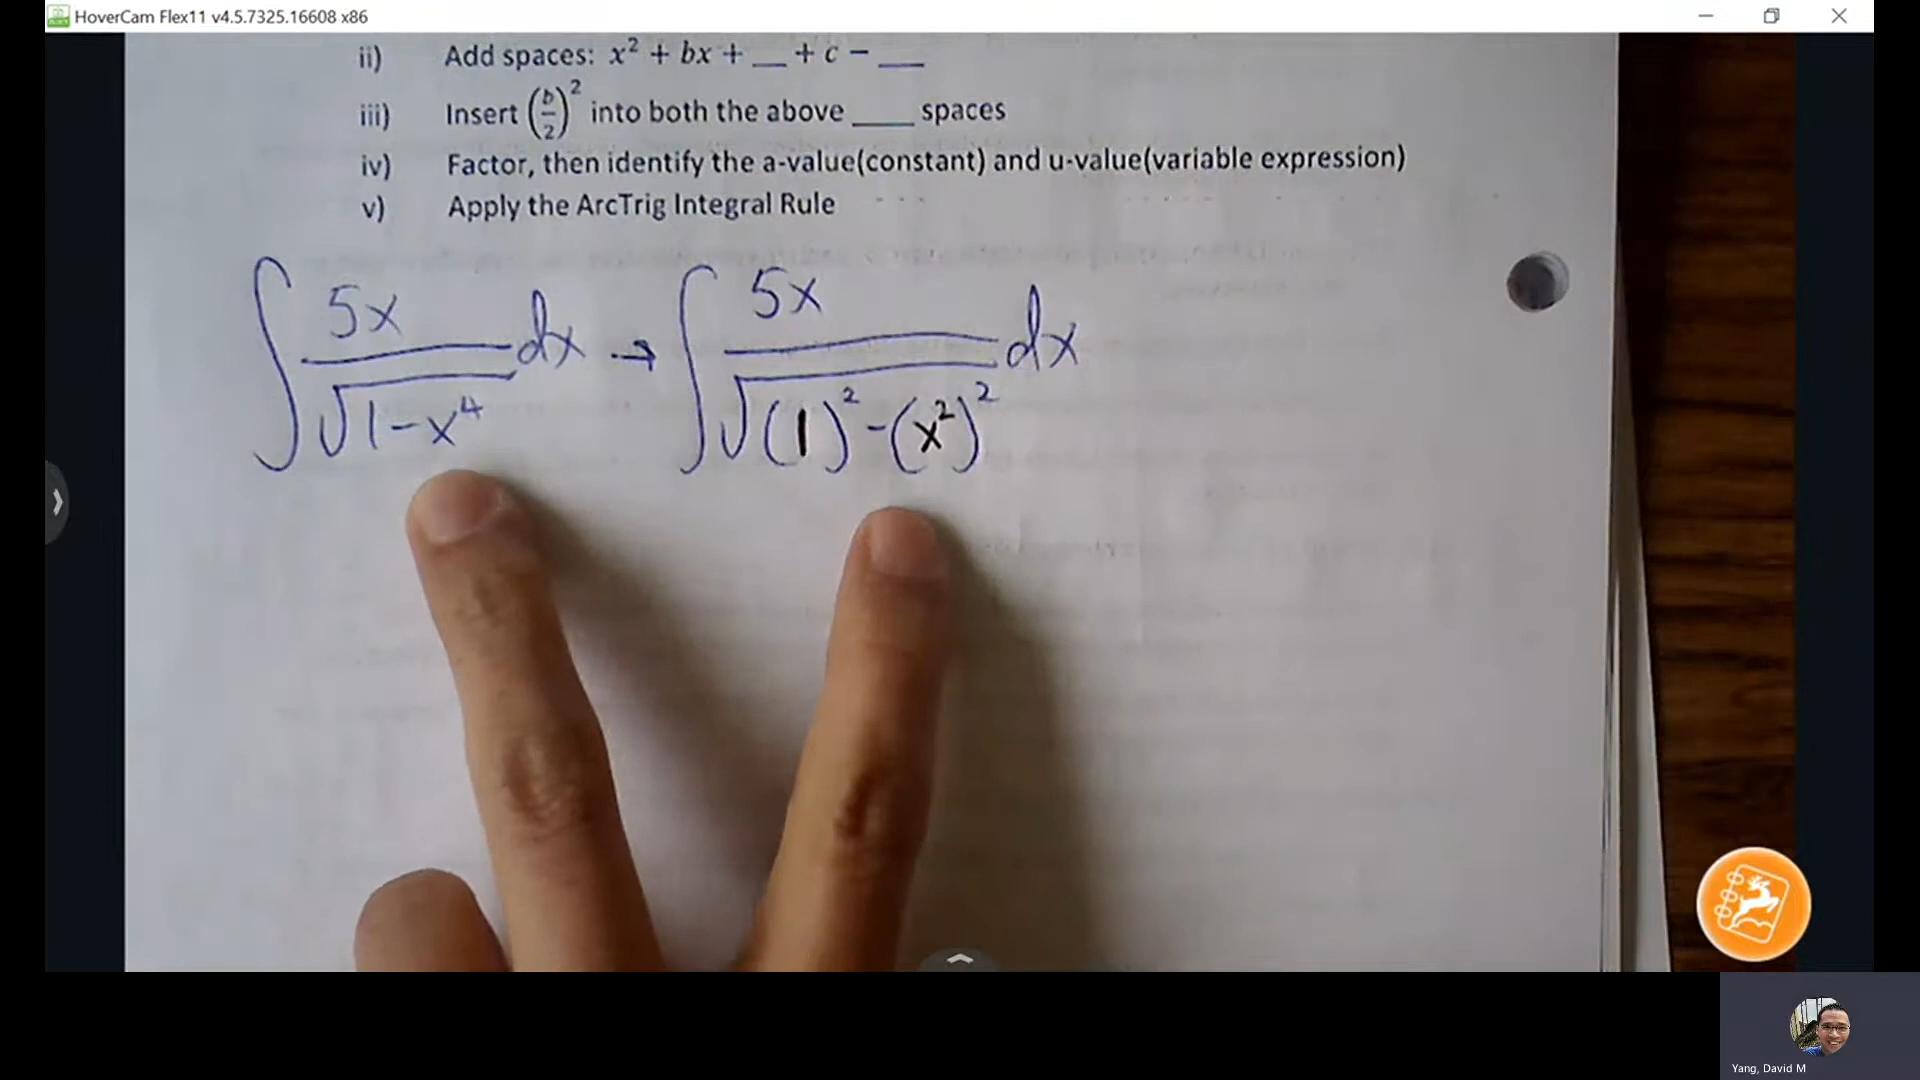 HoverCam Flex11 v4.5.7325.16608 x86
ii) Add spaces: x² + bx + __ + c − ___
iii) Insert (b/2)² into both the above ____ spaces
iv) Factor, then identify the a-value(constant) and u-value(variable expression)
v) Apply the ArcTrig Integral Rule
∫ 5x/√(1-x⁴) dx → ∫ 5x/√((1)²-(x²)²) dx
Yang, David M